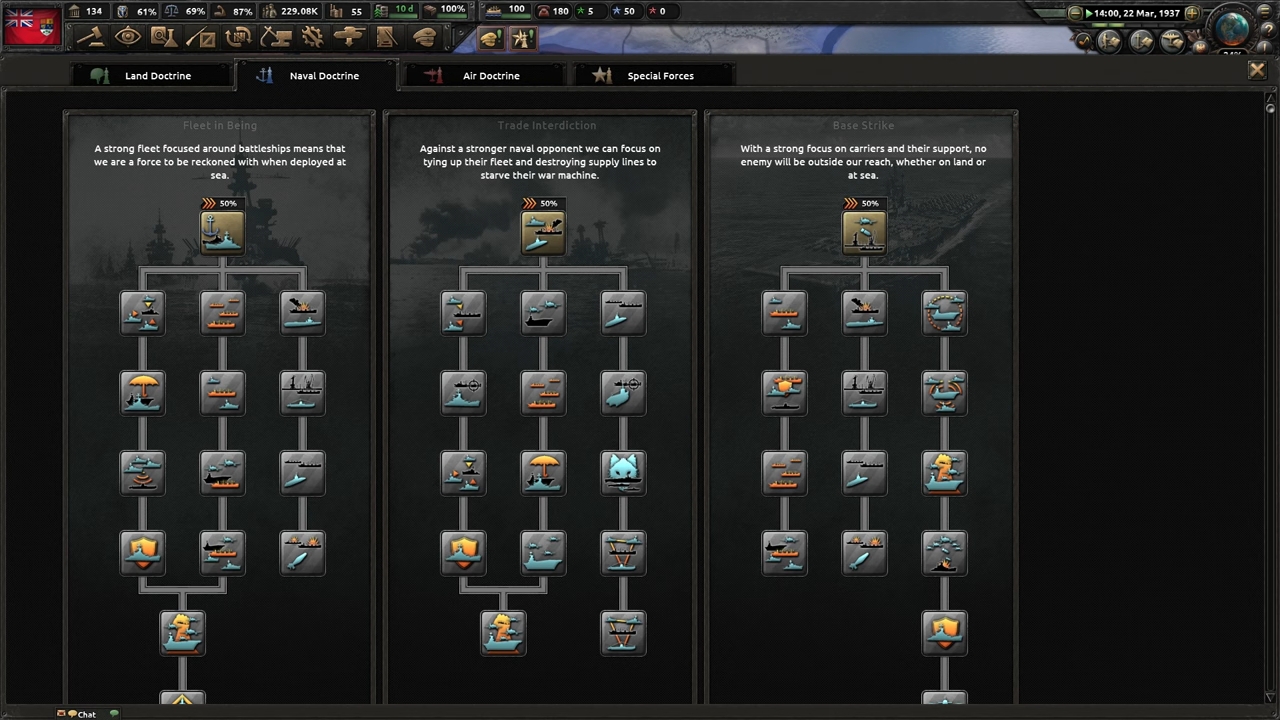 134 61% 69% 87% 229.08K 55 10 d 100% 100 180 5 50 0 14:00, 22 Mar, 1937
Land Doctrine Naval Doctrine Air Doctrine Special Forces
Fleet in Being
A strong fleet focused around battleships means that
we are a force to be reckoned with when deployed at
sea.
50%
Trade Interdiction
Against a stronger naval opponent we can focus on
tying up their fleet and destroying supply lines to
starve their war machine.
50%
Base Strike
With a strong focus on carriers and their support, no
enemy will be outside our reach, whether on land or
at sea.
50%
Chat